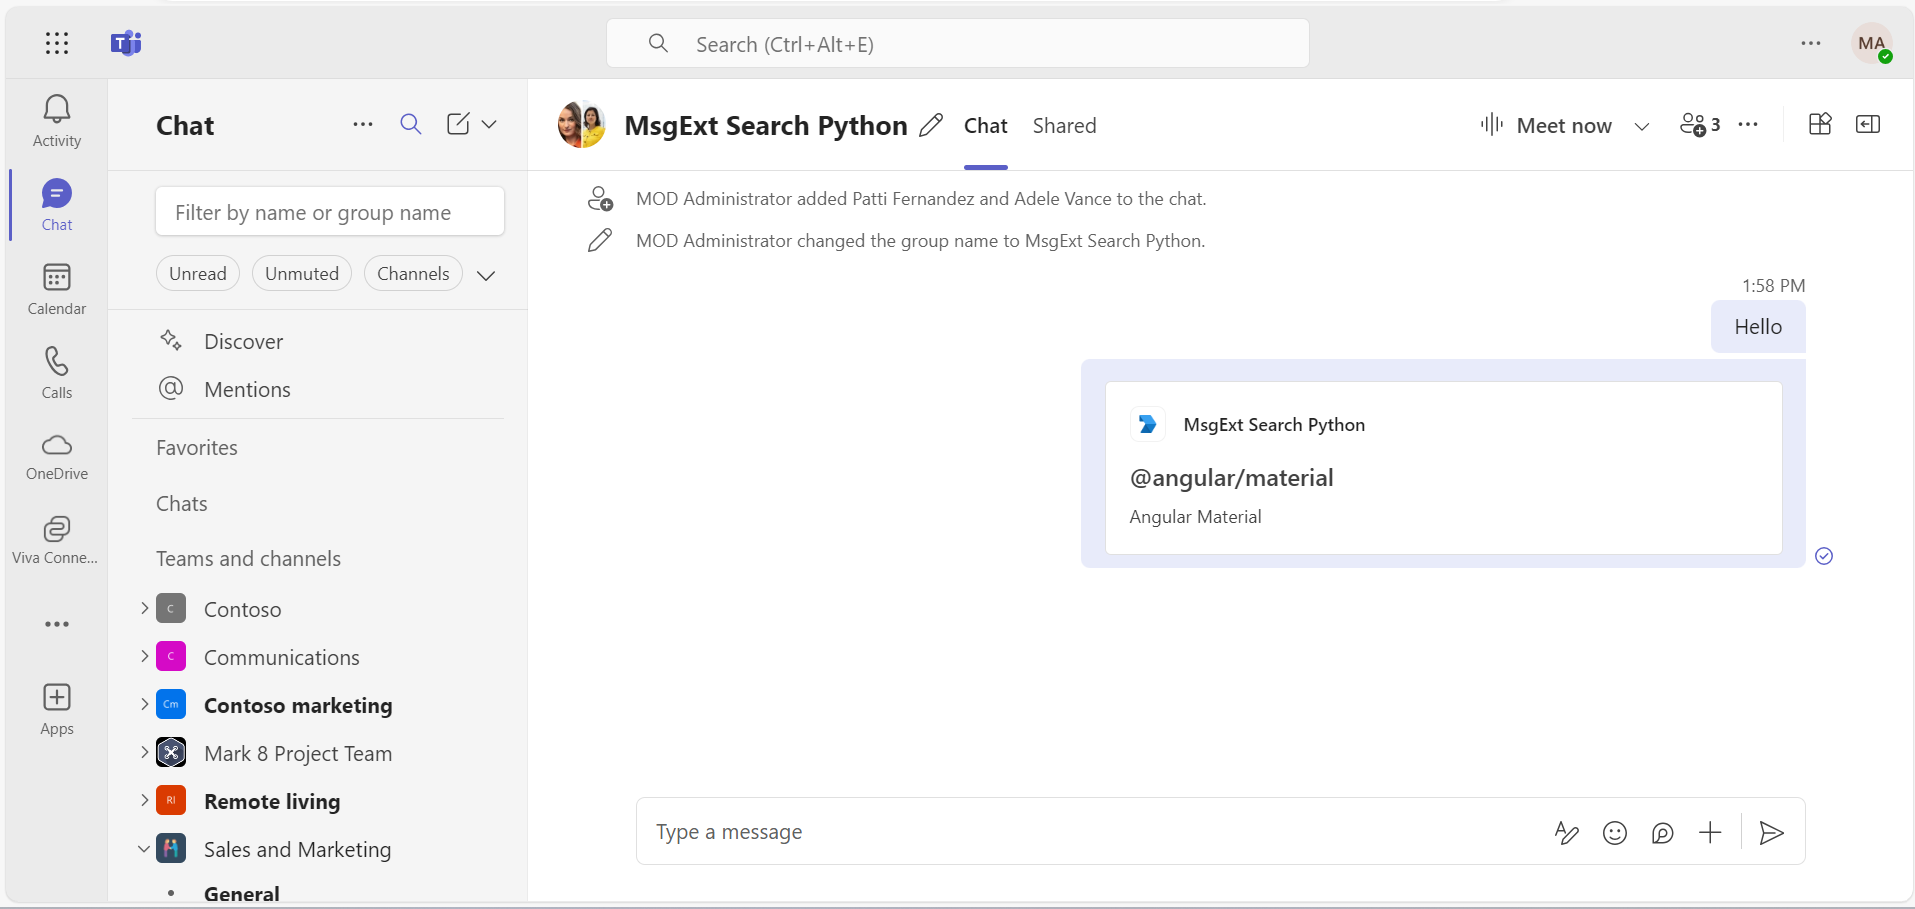 Search (Ctrl+Alt+E)
MA
Activity
Chat
Calendar
Calls
OneDrive
Viva Conne...
Apps
Chat
Filter by name or group name
Unread
Unmuted
Channels
Discover
@ Mentions
Favorites
Chats
Teams and channels
C Contoso
C Communications
Cm Contoso marketing
Mark 8 Project Team
RI Remote living
Sales and Marketing
• General
MsgExt Search Python
Chat
Shared
Meet now
3
MOD Administrator added Patti Fernandez and Adele Vance to the chat.
MOD Administrator changed the group name to MsgExt Search Python.
1:58 PM
Hello
MsgExt Search Python
@angular/material
Angular Material
Type a message